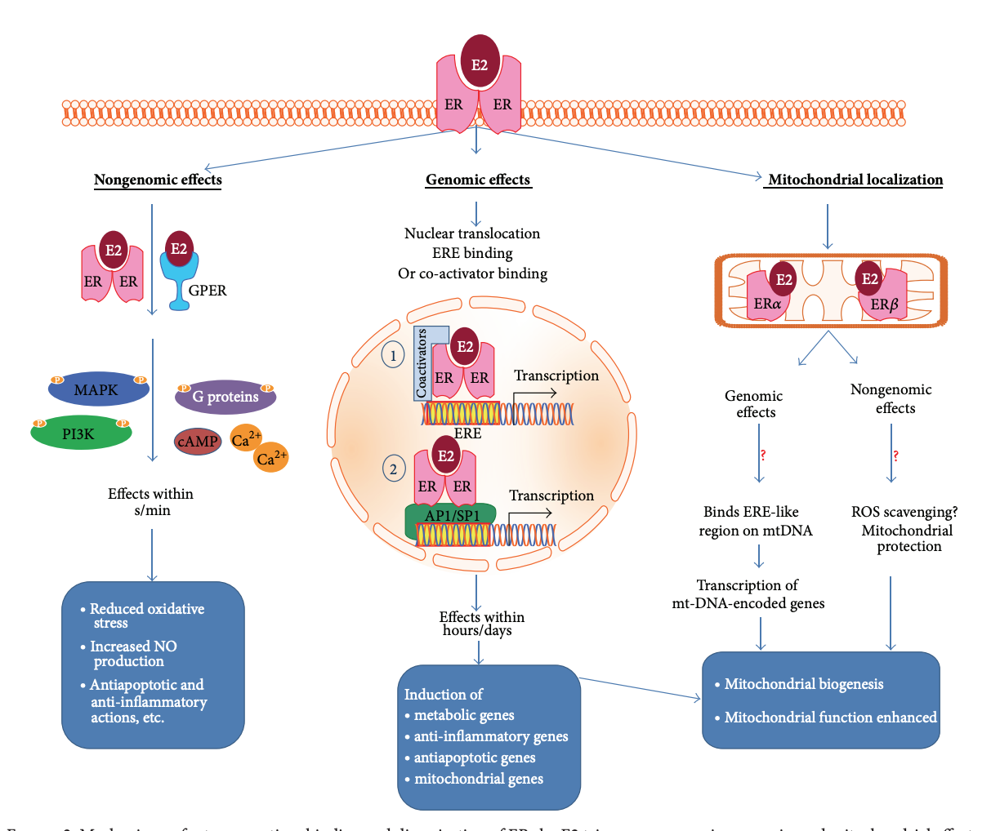 E2
ER ER
Nongenomic effects
Genomic effects
Mitochondrial localization
E2
ER ER
E2
GPER
P MAPK P
P PI3K P
P G proteins P
cAMP
Ca2+
Ca2+
Effects within
s/min
• Reduced oxidative
stress
• Increased NO
production
• Antiapoptotic and
anti-inflammatory
actions, etc.
Nuclear translocation
ERE binding
Or co-activator binding
1
Coactivators
E2
ER ER
Transcription
ERE
2
E2
ER ER
AP1/SP1
Transcription
Effects within
hours/days
Induction of
• metabolic genes
• anti-inflammatory genes
• antiapoptotic genes
• mitochondrial genes
E2
ERα
E2
ERβ
Genomic
effects
?
Binds ERE-like
region on mtDNA
Transcription of
mt-DNA-encoded genes
Nongenomic
effects
?
ROS scavenging?
Mitochondrial
protection
• Mitochondrial biogenesis
• Mitochondrial function enhanced